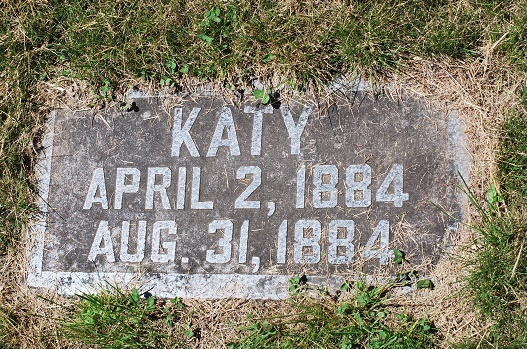 KATY
APRIL 2, 1884
AUG. 31, 1884